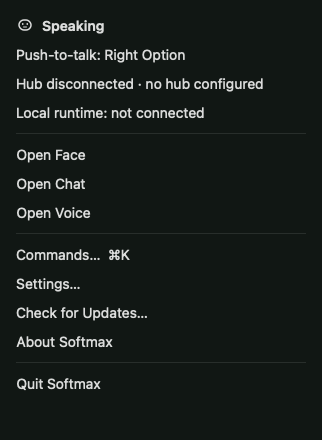 Speaking
Push-to-talk: Right Option
Hub disconnected · no hub configured
Local runtime: not connected
Open Face
Open Chat
Open Voice
Commands... ⌘K
Settings...
Check for Updates...
About Softmax
Quit Softmax